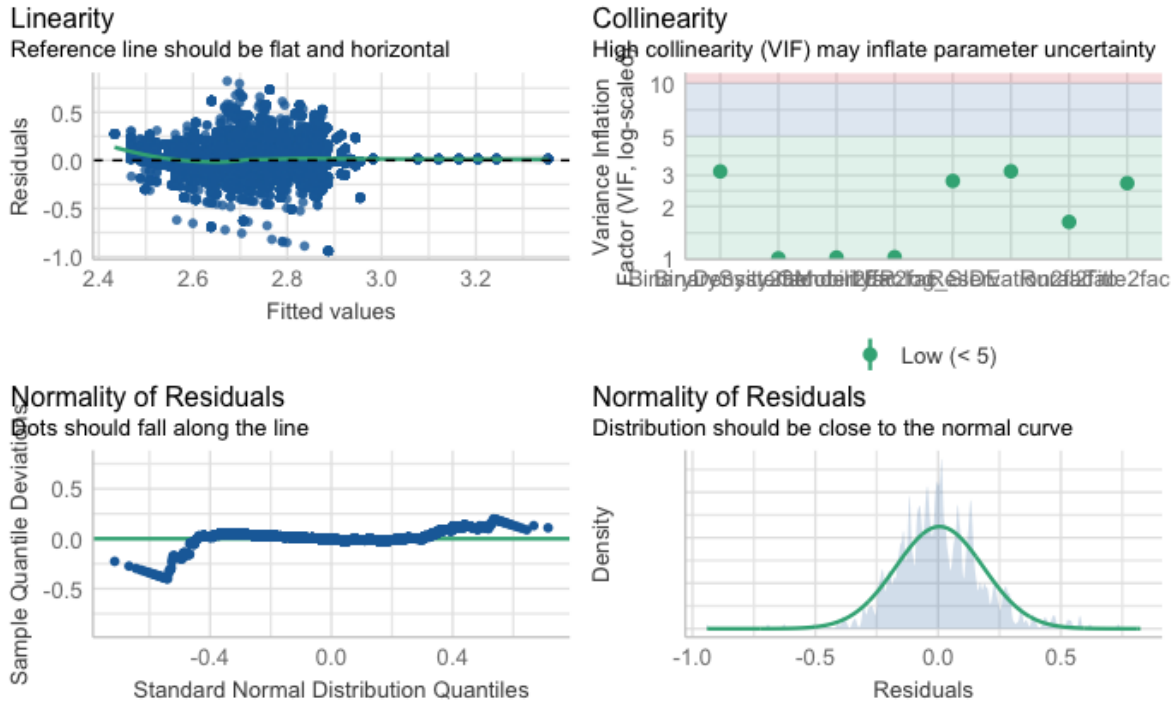 Linearity
Reference line should be flat and horizontal
Residuals
0.5
0.0
-0.5
-1.0
2.4
2.6
2.8
3.0
3.2
Fitted values
Collinearity
High collinearity (VIF) may inflate parameter uncertainty
Variance Inflation
Factor (VIF, log-scaled)
10
5
3
2
1
Low (< 5)
Normality of Residuals
Dots should fall along the line
Sample Quantile Deviations
0.5
0.0
-0.5
-0.4
0.0
0.4
Standard Normal Distribution Quantiles
Normality of Residuals
Distribution should be close to the normal curve
Density
-1.0
-0.5
0.0
0.5
Residuals